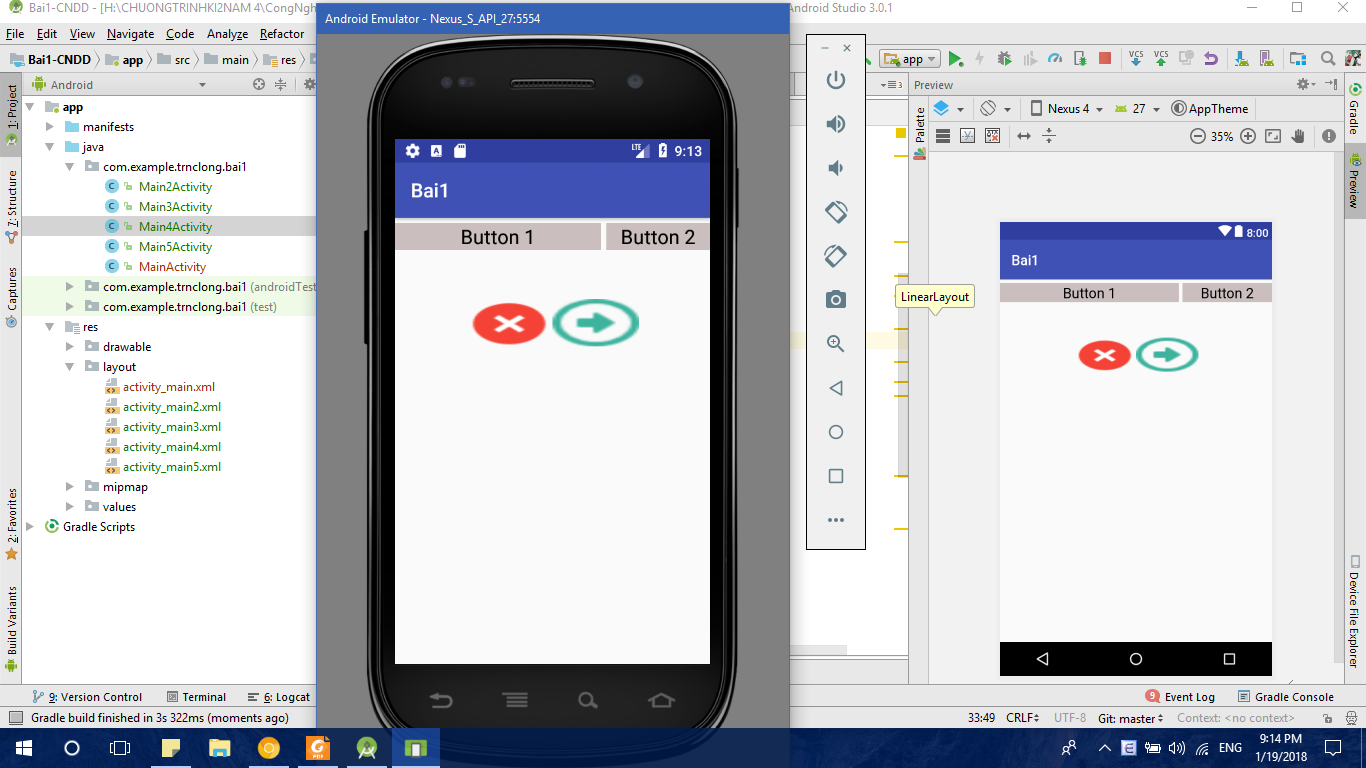 Bai1-CNDD - [H:\CHUONGTRINHKI2NAM 4\CongNgh
Android Studio 3.0.1
File Edit View Navigate Code Analyze Refactor
Bai1-CNDD app src main res
app
Android Emulator - Nexus_S_API_27:5554
Android
1: Project
7: Structure
Captures
2: Favorites
Build Variants
app
manifests
java
com.example.trnclong.bai1
Main2Activity
Main3Activity
Main4Activity
Main5Activity
MainActivity
com.example.trnclong.bai1 (androidTest
com.example.trnclong.bai1 (test)
res
drawable
layout
activity_main.xml
activity_main2.xml
activity_main3.xml
activity_main4.xml
activity_main5.xml
mipmap
values
Gradle Scripts
LTE 9:13
Bai1
Button 1 Button 2
LinearLayout
Preview
Palette
Nexus 4 27 AppTheme
35%
8:00
Bai1
Button 1 Button 2
Gradle
Preview
Device File Explorer
9: Version Control Terminal 6: Logcat
9 Event Log Gradle Console
Gradle build finished in 3s 322ms (moments ago)
33:49 CRLF UTF-8 Git: master Context: <no context>
ENG
9:14 PM
1/19/2018